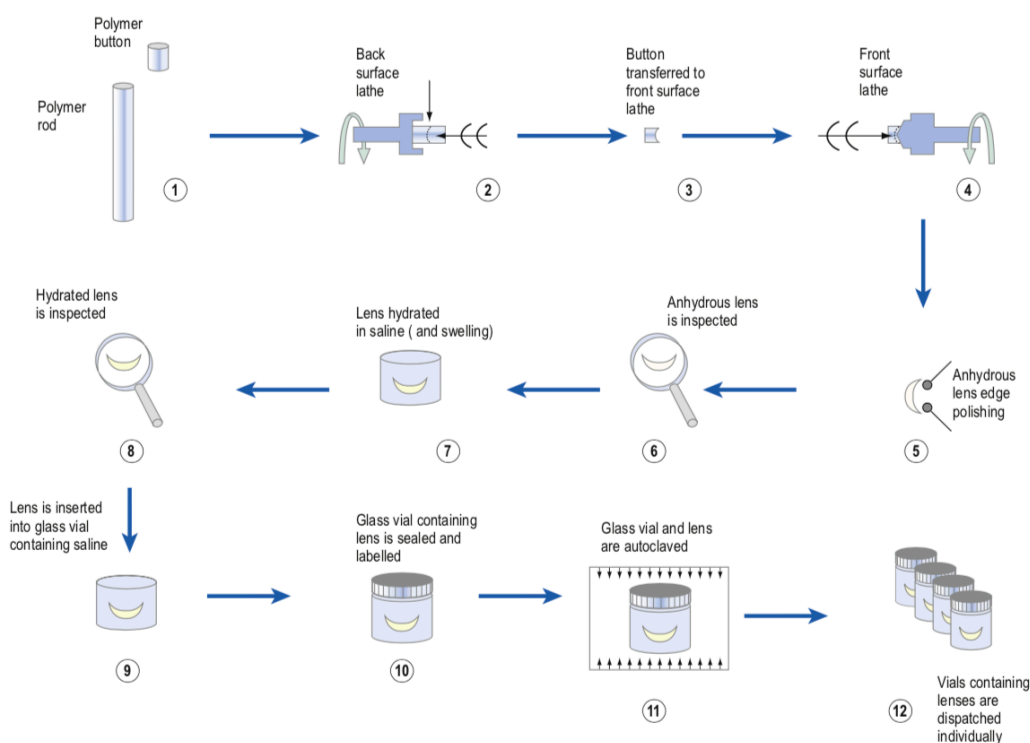 Polymer
button
Polymer
rod
1
Back
surface
lathe
2
Button
transferred to
front surface
lathe
3
Front
surface
lathe
4
Anhydrous
lens edge
polishing
5
Anhydrous lens
is inspected
6
Lens hydrated
in saline ( and swelling)
7
Hydrated lens
is inspected
8
Lens is inserted
into glass vial
containing saline
9
Glass vial containing
lens is sealed and
labelled
10
Glass vial and lens
are autoclaved
11
12
Vials containing
lenses are
dispatched
individually